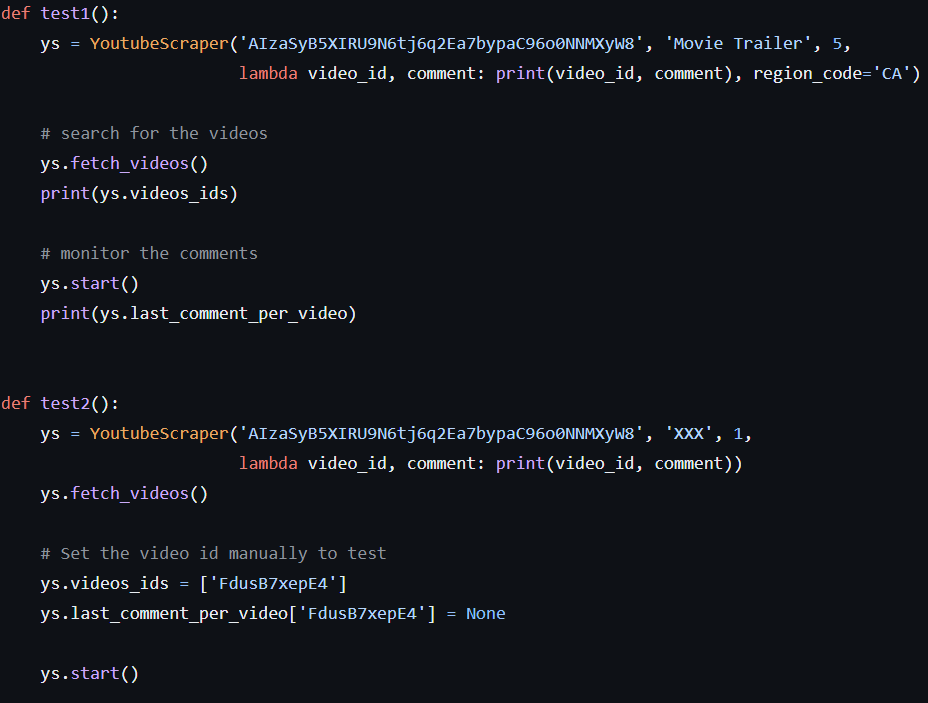 def test1():
    ys = YoutubeScraper('AIzaSyB5XIRU9N6tj6q2Ea7bypaC96o0NNMXyW8', 'Movie Trailer', 5,
                        lambda video_id, comment: print(video_id, comment), region_code='CA')
    # search for the videos
    ys.fetch_videos()
    print(ys.videos_ids)
    # monitor the comments
    ys.start()
    print(ys.last_comment_per_video)
def test2():
    ys = YoutubeScraper('AIzaSyB5XIRU9N6tj6q2Ea7bypaC96o0NNMXyW8', 'XXX', 1,
                        lambda video_id, comment: print(video_id, comment))
    ys.fetch_videos()
    # Set the video id manually to test
    ys.videos_ids = ['FdusB7xepE4']
    ys.last_comment_per_video['FdusB7xepE4'] = None
    ys.start()